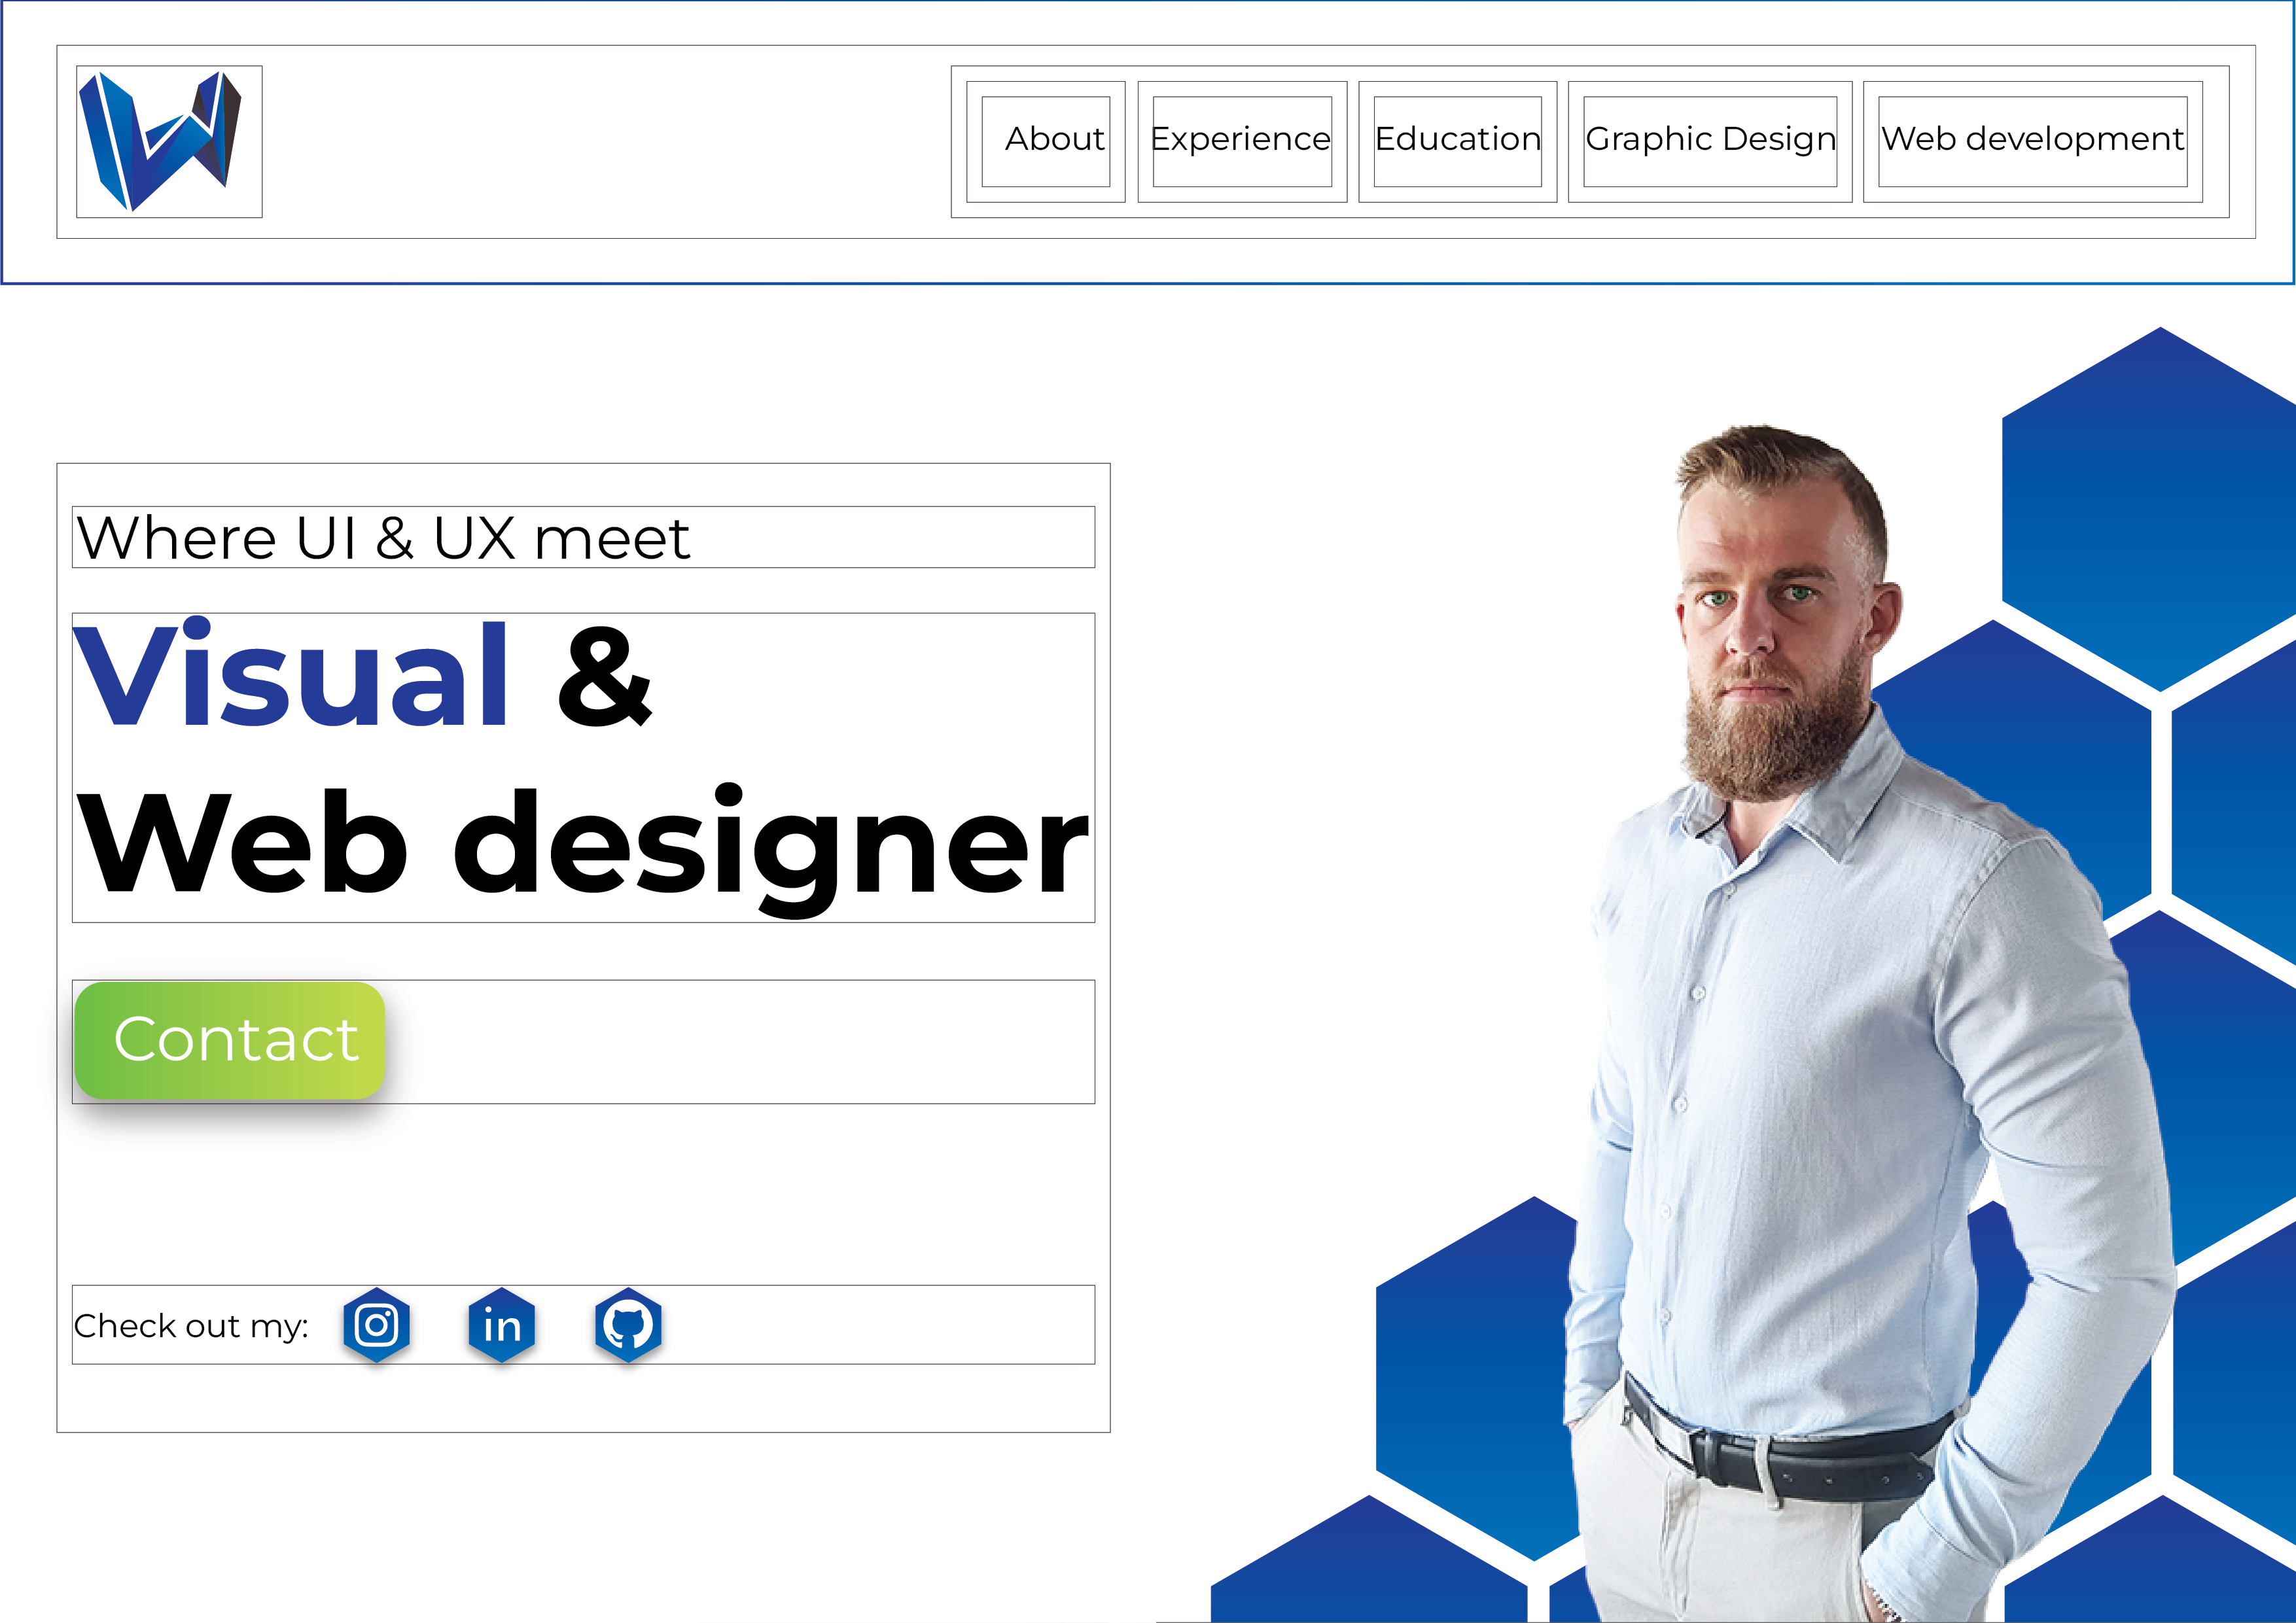 About Experience Education Graphic Design Web development
Where UI & UX meet
Visual &
Web designer
Contact
Check out my: in